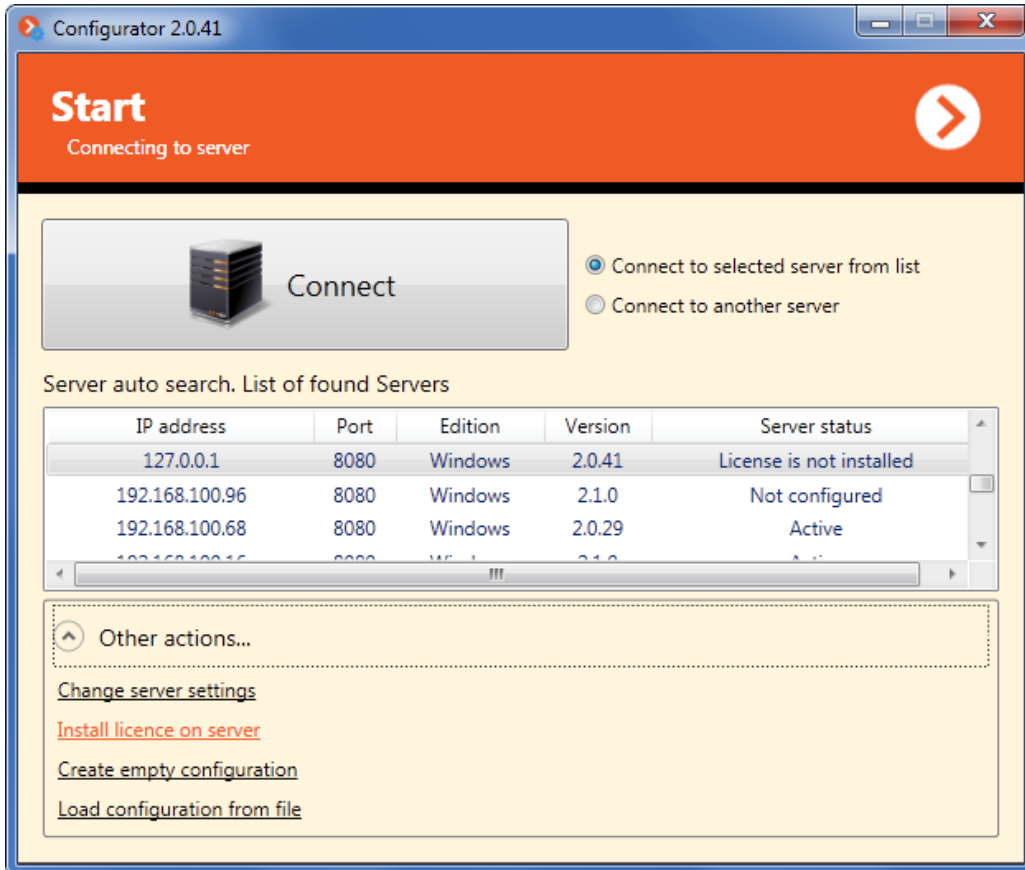 Configurator 2.0.41
Start
Connecting to server
Connect
Connect to selected server from list
Connect to another server
Server auto search. List of found Servers
IP address Port Edition Version Server status
127.0.0.1 8080 Windows 2.0.41 License is not installed
192.168.100.96 8080 Windows 2.1.0 Not configured
192.168.100.68 8080 Windows 2.0.29 Active
Other actions...
Change server settings
Install licence on server
Create empty configuration
Load configuration from file